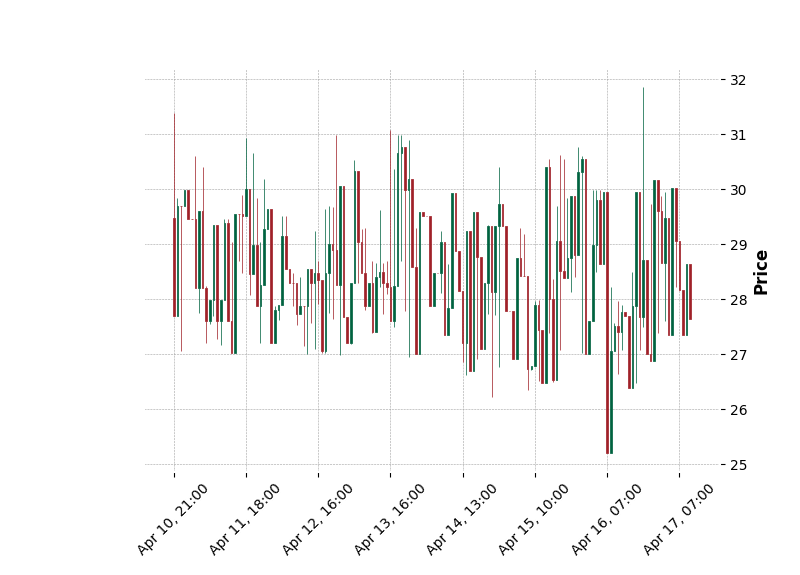 32
31
30
29
28
27
26
25
Price
Apr 10, 21:00
Apr 11, 18:00
Apr 12, 16:00
Apr 13, 16:00
Apr 14, 13:00
Apr 15, 10:00
Apr 16, 07:00
Apr 17, 07:00